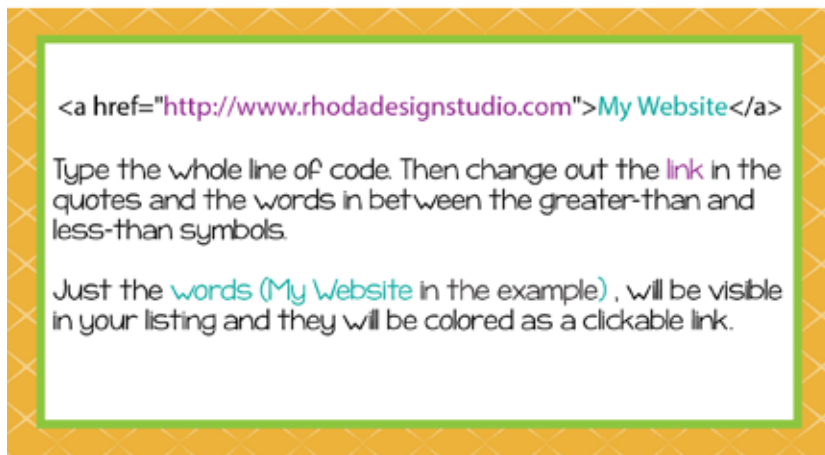 <a href="http://www.rhodadesignstudio.com">My Website</a>
Type the whole line of code. Then change out the link in the
quotes and the words in between the greater-than and
less-than symbols.
Just the words (My Website in the example) , will be visible
in your listing and they will be colored as a clickable link.